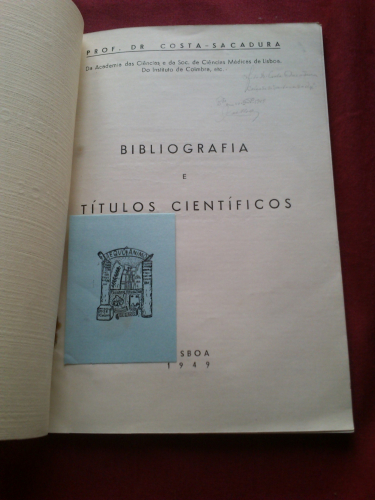 PROF. DR COSTA-SACADURA
Da Academia das Ciências e da Soc. de Ciências Médicas de Lisboa,
Do Instituto de Coimbra, etc.
BIBLIOGRAFIA
E
TÍTULOS CIENTÍFICOS
SBOA
1949